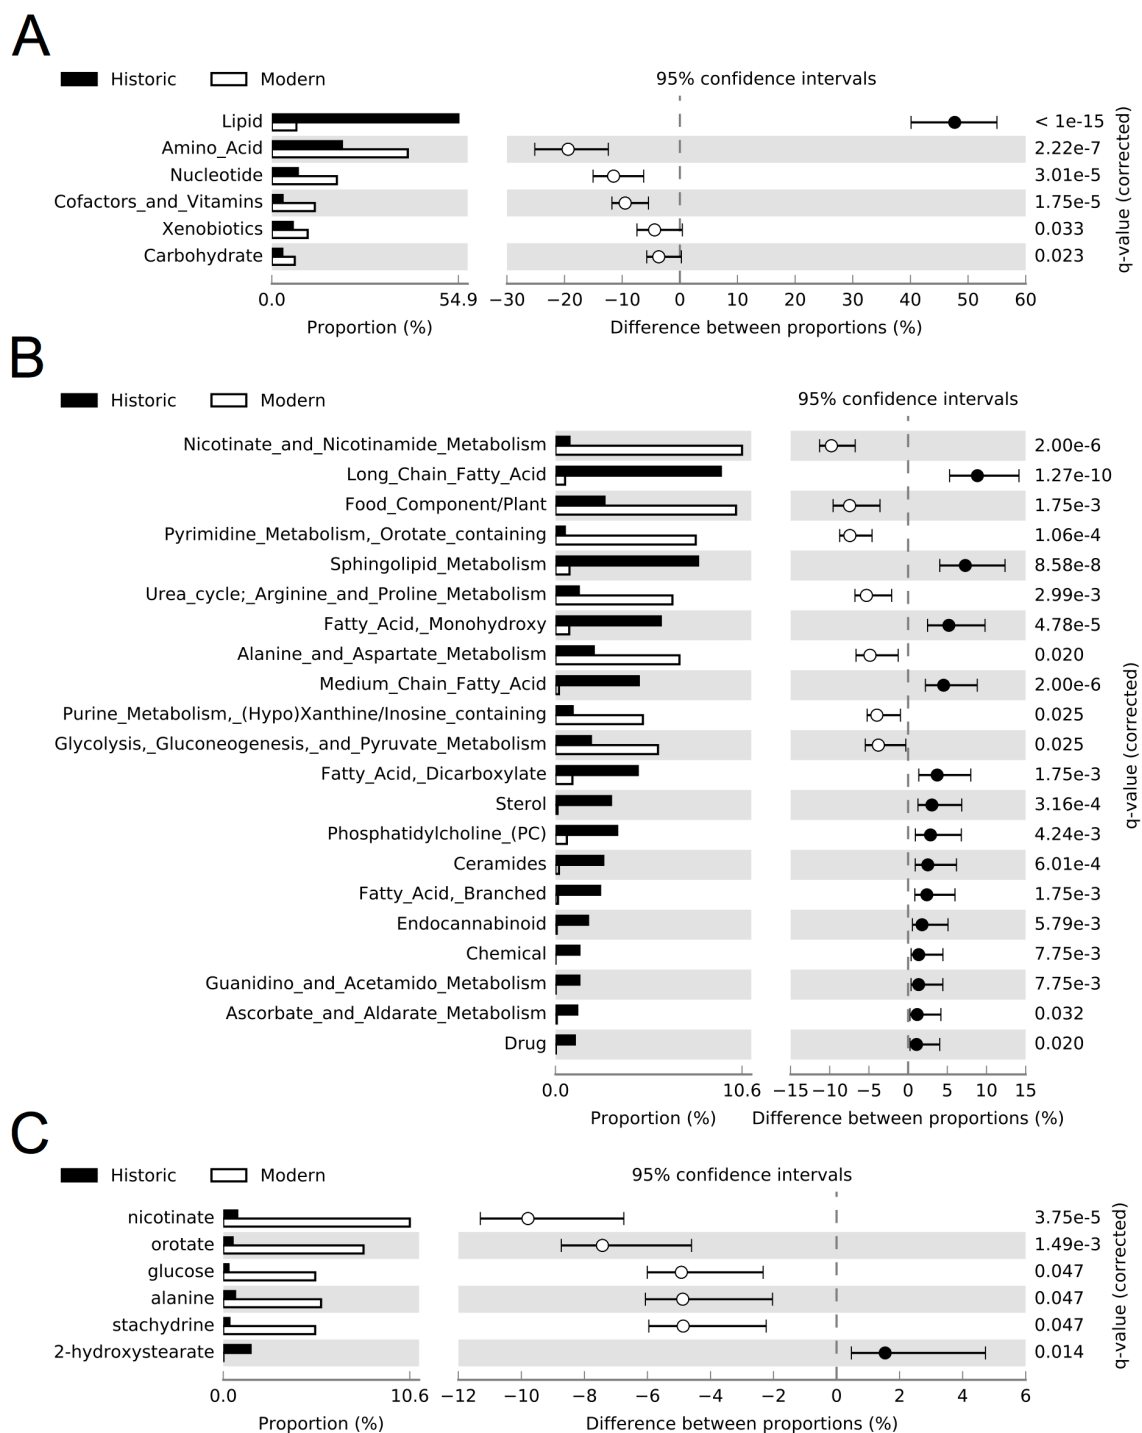 A
Historic Modern 95% confidence intervals
Lipid < 1e-15
Amino_Acid 2.22e-7
Nucleotide 3.01e-5
Cofactors_and_Vitamins 1.75e-5
Xenobiotics 0.033
Carbohydrate 0.023
q-value (corrected)
0.0 54.9 −30 −20 −10 0 10 20 30 40 50 60
Proportion (%) Difference between proportions (%)
B
Historic Modern 95% confidence intervals
Nicotinate_and_Nicotinamide_Metabolism 2.00e-6
Long_Chain_Fatty_Acid 1.27e-10
Food_Component/Plant 1.75e-3
Pyrimidine_Metabolism,_Orotate_containing 1.06e-4
Sphingolipid_Metabolism 8.58e-8
Urea_cycle;_Arginine_and_Proline_Metabolism 2.99e-3
Fatty_Acid,_Monohydroxy 4.78e-5
Alanine_and_Aspartate_Metabolism 0.020
Medium_Chain_Fatty_Acid 2.00e-6
Purine_Metabolism,_(Hypo)Xanthine/Inosine_containing 0.025
Glycolysis,_Gluconeogenesis,_and_Pyruvate_Metabolism 0.025
Fatty_Acid,_Dicarboxylate 1.75e-3
Sterol 3.16e-4
Phosphatidylcholine_(PC) 4.24e-3
Ceramides 6.01e-4
Fatty_Acid,_Branched 1.75e-3
Endocannabinoid 5.79e-3
Chemical 7.75e-3
Guanidino_and_Acetamido_Metabolism 7.75e-3
Ascorbate_and_Aldarate_Metabolism 0.032
Drug 0.020
q-value (corrected)
0.0 10.6 −15 −10 −5 0 5 10 15
Proportion (%) Difference between proportions (%)
C
Historic Modern 95% confidence intervals
nicotinate 3.75e-5
orotate 1.49e-3
glucose 0.047
alanine 0.047
stachydrine 0.047
2-hydroxystearate 0.014
q-value (corrected)
0.0 10.6 −12 −10 −8 −6 −4 −2 0 2 4 6
Proportion (%) Difference between proportions (%)